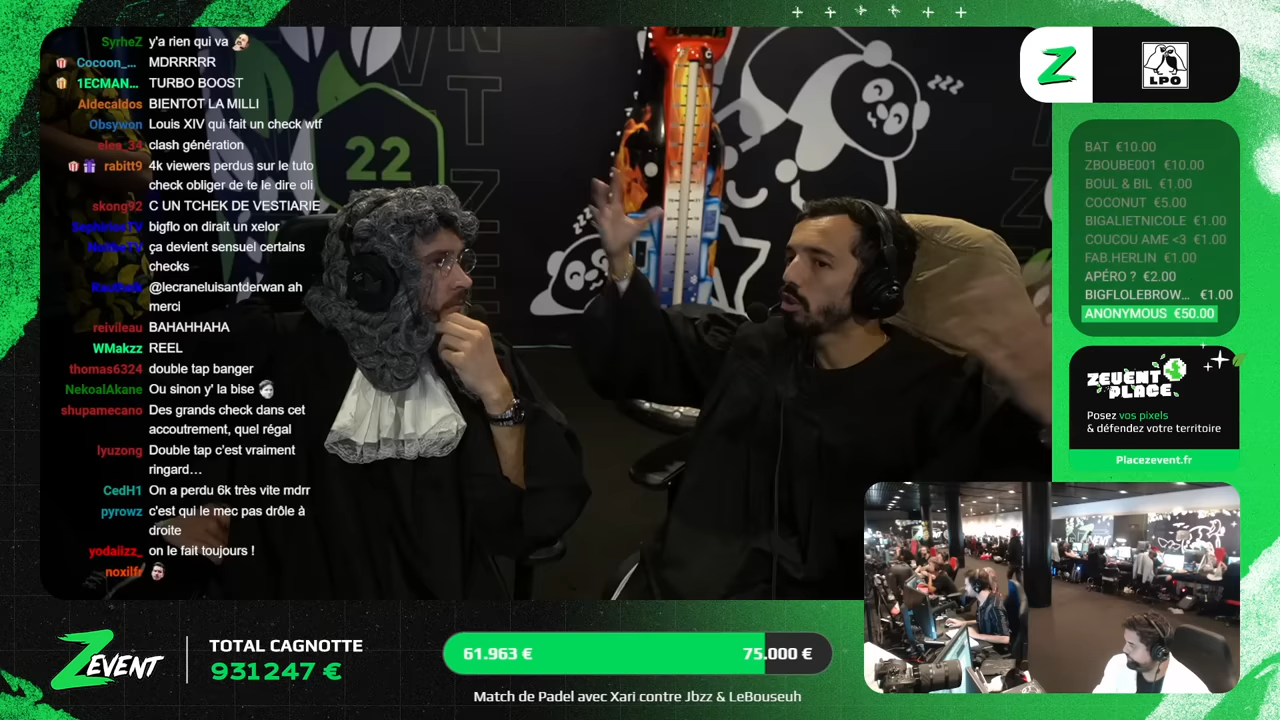 SyrheZ y'a rien qui va
Cocoon_... MDRRRRR
1ECMAN... TURBO BOOST
Aldecaldos BIENTOT LA MILLI
Obsywon Louis XIV qui fait un check wtf
clash génération
rabitt9 4k viewers perdus sur le tuto
check obliger de te le dire oli
skong92 C UN TCHEK DE VESTIARIE
bigflo on dirait un xelor
ça devient sensuel certains
checks
@lecraneluisantderwan ah
merci
reivileau BAHAHHAHA
WMakzz REEL
thomas6324 double tap danger
NekoalAkane Ou sinon y' la bise
shupamecano Des grands check dans cet
accoutrement, quel régal
lyuzong Double tap c'est vraiment
ringard…
CedH1 On a perdu 6k très vite mdrr
pyrowz c'est qui le mec pas drôle à
droite
yodaiizz_ on le fait toujours !
noxilfr
22
Z
LPO
BAT €10.00
ZBOUBE001 €10.00
BOUL & BIL €1.00
COCONUT €5.00
BIGALIETNICOLE €1.00
COUCOU AME <3 €1.00
FAB.HERLIN €1.00
APÉRO ? €2.00
BIGFLOLEBROW... €1.00
ANONYMOUS €50.00
ZEVENT
PLACE
Posez vos pixels
& défendez votre territoire
Placezevent.fr
ZEVENT
TOTAL CAGNOTTE
931247 €
61.963 €
75.000 €
Match de Padel avec Xari contre Jbzz & LeBouseuh